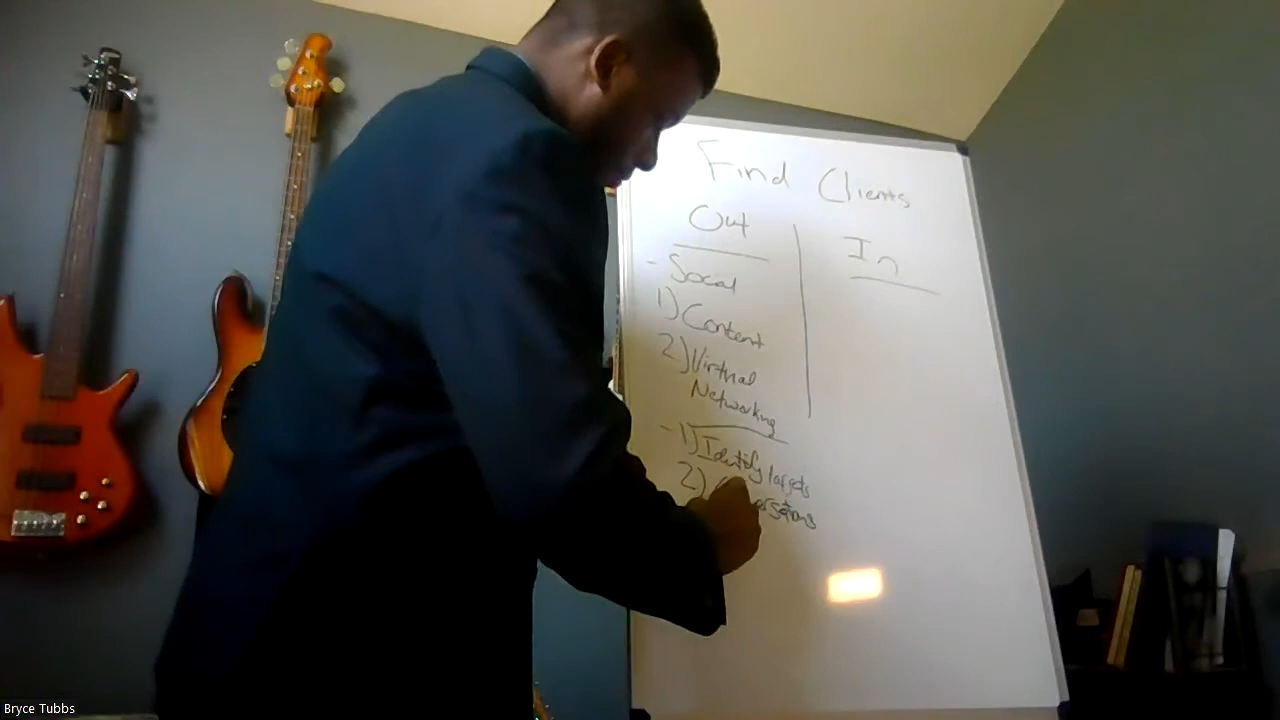 Find Clients
Out
In
- Social
1) Content
2) Virtual
Networking
- 1) Identify targets
2)
Bryce Tubbs